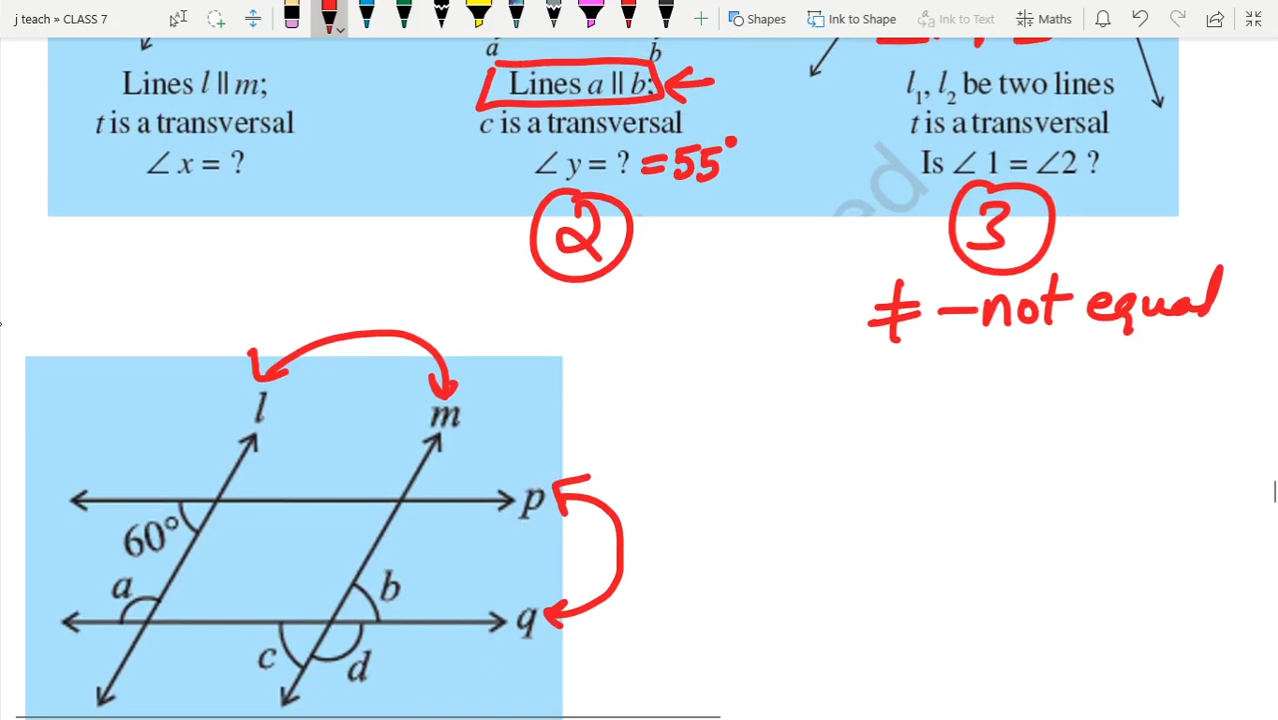 j teach » CLASS 7
Shapes
Ink to Shape
Ink to Text
Maths
a
b
Lines l || m;
t is a transversal
∠ x = ?
Lines a || b;
c is a transversal
∠ y = ? = 55°
2
l₁, l₂ be two lines
t is a transversal
Is ∠ 1 = ∠2 ?
3
≠ - not equal
l
m
p
60°
a
b
q
c
d